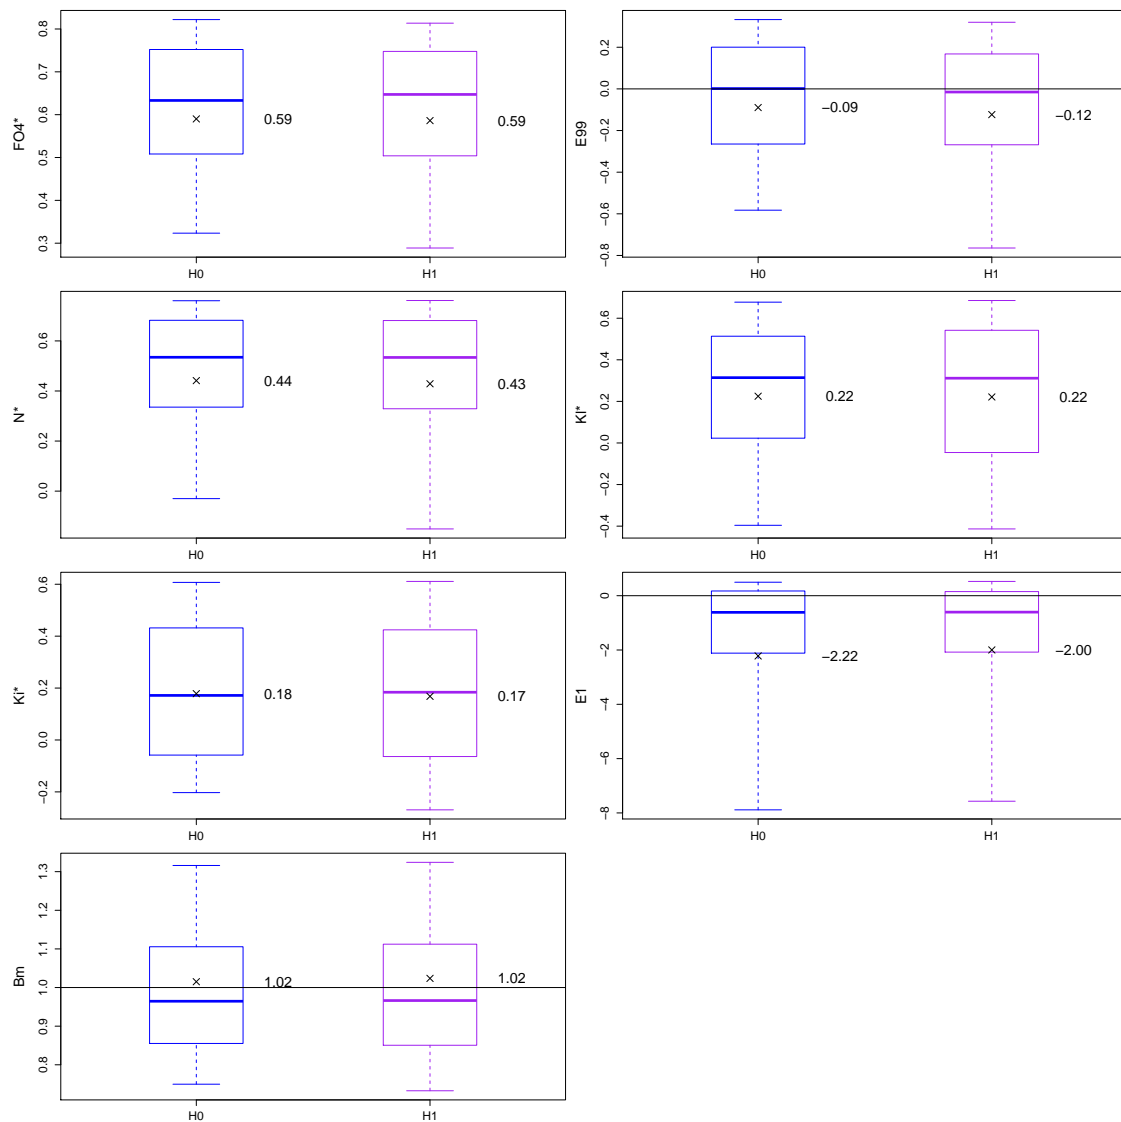 FO4*
0.8
0.7
0.6
0.5
0.4
0.3
0.59
0.59
H0
H1
E99
0.2
0.0
−0.2
−0.4
−0.6
−0.8
−0.09
−0.12
H0
H1
N*
0.6
0.4
0.2
0.0
0.44
0.43
H0
H1
Kl*
0.6
0.4
0.2
0.0
−0.2
−0.4
0.22
0.22
H0
H1
Ki*
0.6
0.4
0.2
0.0
−0.2
0.18
0.17
H0
H1
E1
0
−2
−4
−6
−8
−2.22
−2.00
H0
H1
Bm
1.3
1.2
1.1
1.0
0.9
0.8
1.02
1.02
H0
H1